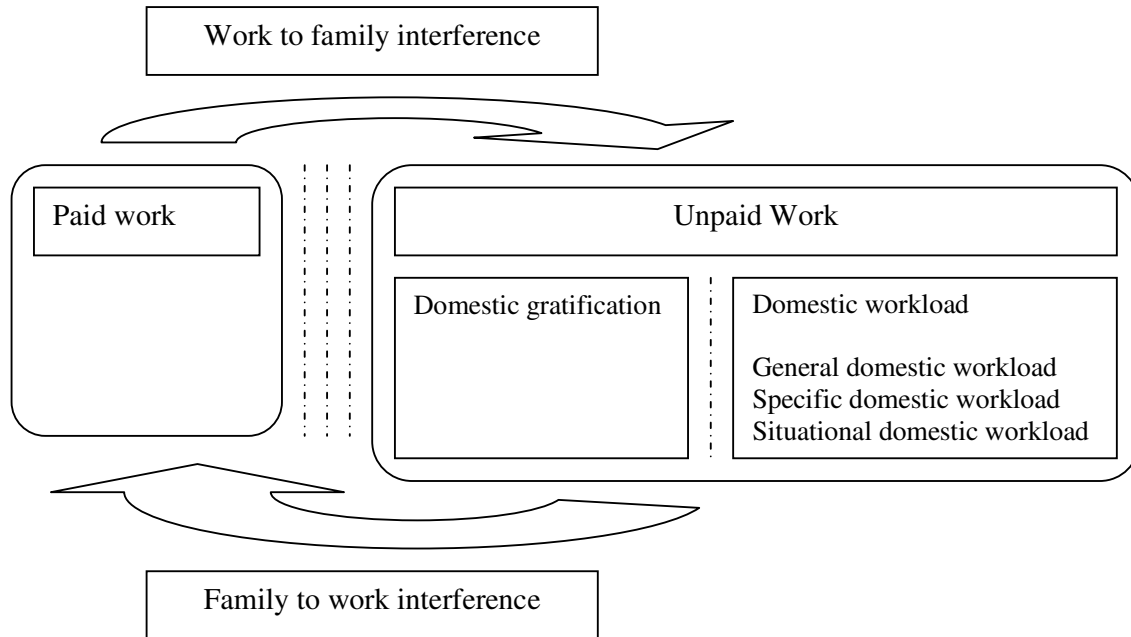 Work to family interference
Paid work
Unpaid Work
Domestic gratification
Domestic workload
General domestic workload
Specific domestic workload
Situational domestic workload
Family to work interference